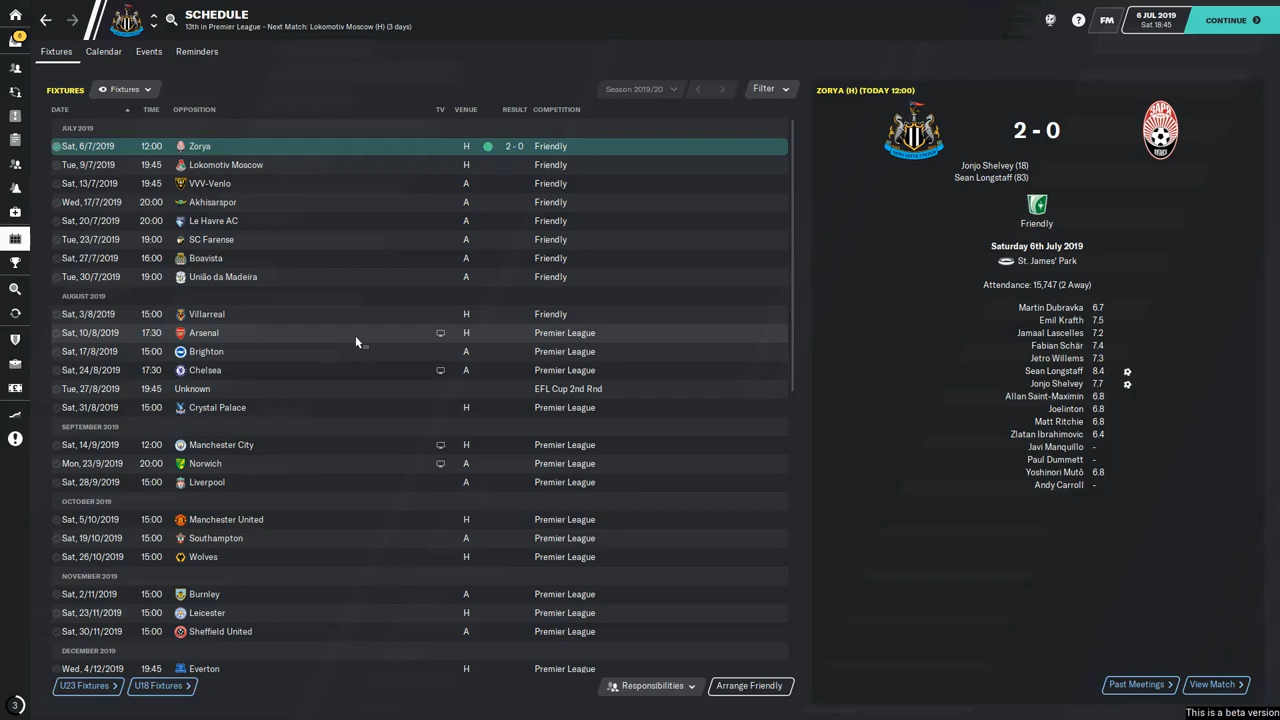 SCHEDULE
13th in Premier League - Next Match: Lokotmotiv Moscow (H) (3 days)
FM
6 JUL 2019
Sat 18:45
CONTINUE
6
Fixtures Calendar Events Reminders
FIXTURES Fixtures Season 2019/20 Filter
DATE TIME OPPOSITION TV VENUE RESULT COMPETITION
JULY 2019
Sat, 6/7/2019 12:00 Zorya H 2 - 0 Friendly
Tue, 9/7/2019 19:45 Lokomotiv Moscow H Friendly
Sat, 13/7/2019 19:45 VVV-Venlo A Friendly
Wed, 17/7/2019 20:00 Akhisarspor A Friendly
Sat, 20/7/2019 20:00 Le Havre AC A Friendly
Tue, 23/7/2019 19:00 SC Farense A Friendly
Sat, 27/7/2019 16:00 Boavista A Friendly
Tue, 30/7/2019 19:00 União da Madeira A Friendly
AUGUST 2019
Sat, 3/8/2019 15:00 Villarreal H Friendly
Sat, 10/8/2019 17:30 Arsenal H Premier League
Sat, 17/8/2019 15:00 Brighton A Premier League
Sat, 24/8/2019 17:30 Chelsea A Premier League
Tue, 27/8/2019 19:45 Unknown EFL Cup 2nd Rnd
Sat, 31/8/2019 15:00 Crystal Palace H Premier League
SEPTEMBER 2019
Sat, 14/9/2019 12:00 Manchester City H Premier League
Mon, 23/9/2019 20:00 Norwich A Premier League
Sat, 28/9/2019 15:00 Liverpool A Premier League
OCTOBER 2019
Sat, 5/10/2019 15:00 Manchester United H Premier League
Sat, 19/10/2019 15:00 Southampton A Premier League
Sat, 26/10/2019 15:00 Wolves H Premier League
NOVEMBER 2019
Sat, 2/11/2019 15:00 Burnley A Premier League
Sat, 23/11/2019 15:00 Leicester H Premier League
Sat, 30/11/2019 15:00 Sheffield United A Premier League
DECEMBER 2019
Wed, 4/12/2019 19:45 Everton H Premier League
U23 Fixtures U18 Fixtures Responsibilities Arrange Friendly
3
ZORYA (H) (TODAY 12:00)
NEWCASTLE UNITED
2 - 0
ЗАРЯ
Jonjo Shelvey (18)
Sean Longstaff (83)
Friendly
Saturday 6th July 2019
St. James' Park
Attendance: 15,747 (2 Away)
Martin Dubravka 6.7
Emil Krafth 7.5
Jamaal Lascelles 7.2
Fabian Schär 7.4
Jetro Willems 7.3
Sean Longstaff 8.4
Jonjo Shelvey 7.7
Allan Saint-Maximin 6.8
Joelinton 6.8
Matt Ritchie 6.8
Zlatan Ibrahimovic 6.4
Javi Manquillo -
Paul Dummett -
Yoshinori Mutō 6.8
Andy Carroll -
Past Meetings View Match
This is a beta version